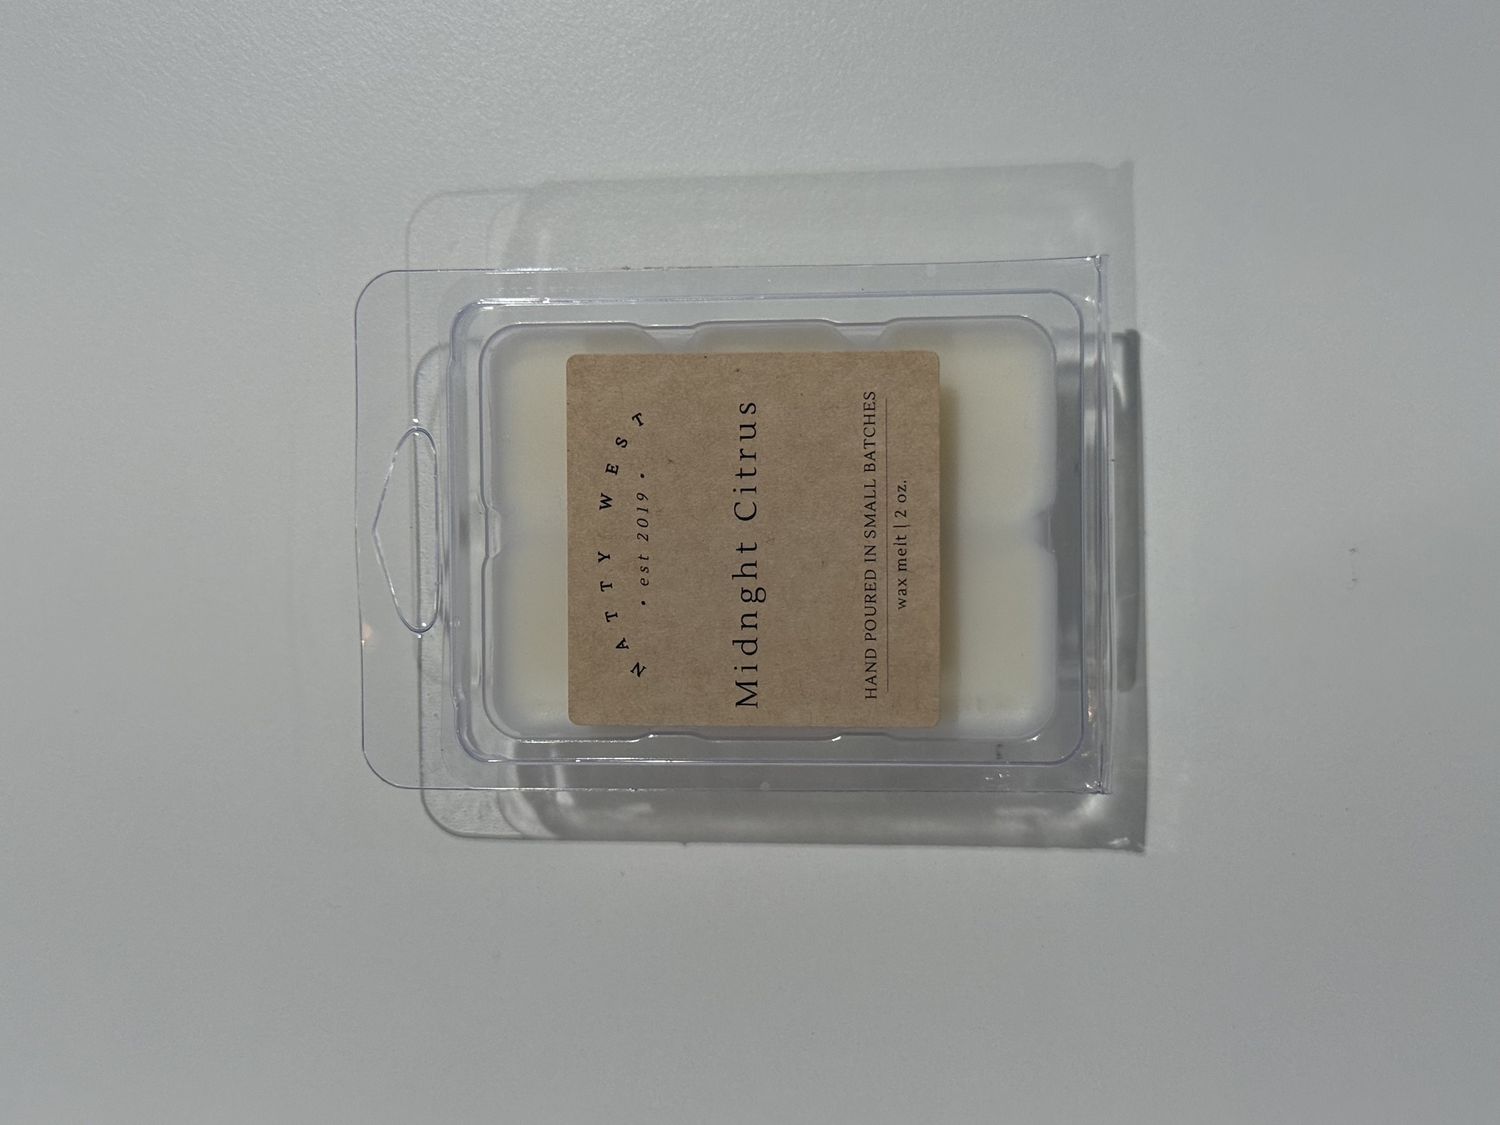 NATTY WEST
• est 2019 •
Midnght Citrus
HAND POURED IN SMALL BATCHES
wax melt | 2 oz.